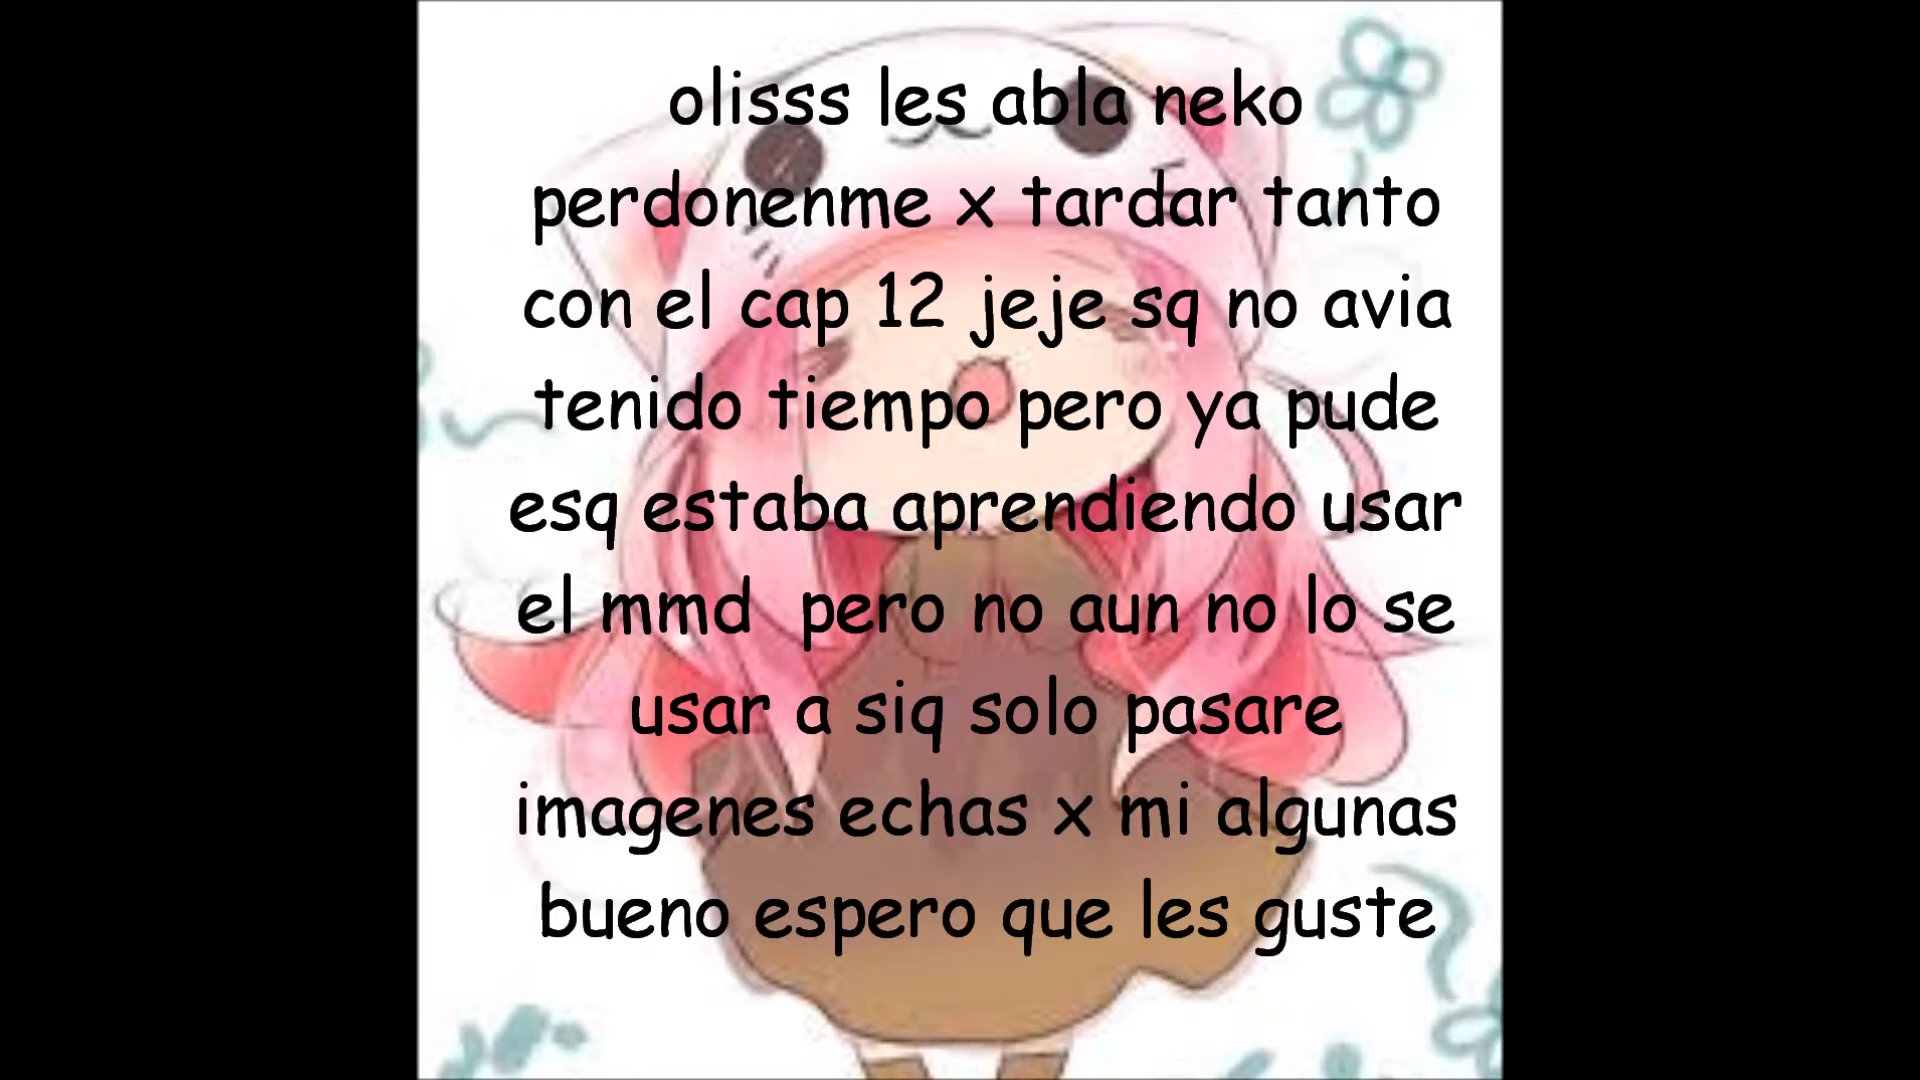 olisss les abla neko
perdonenme x tardar tanto
con el cap 12 jeje sq no avia
tenido tiempo pero ya pude
esq estaba aprendiendo usar
el mmd pero no aun no lo se
usar a siq solo pasare
imagenes echas x mi algunas
bueno espero que les guste